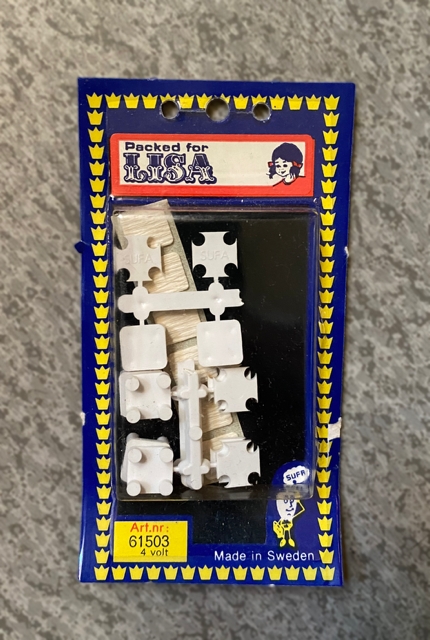 Packed for
LISA
SUFA
SUFA
SUFA
Art.nr:
61503
4 volt
Made in Sweden